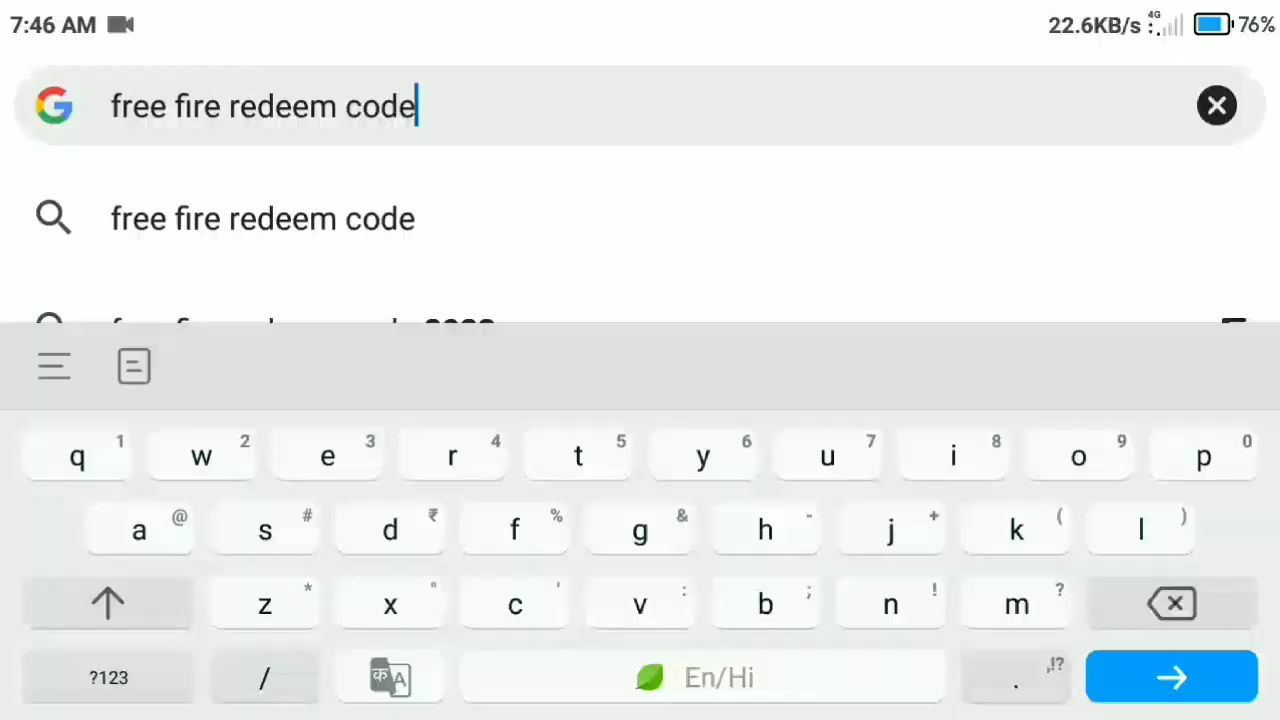 7:46 AM
22.6KB/s 4G 76%
free fire redeem code
free fire redeem code
q 1 w 2 e 3 r 4 t 5 y 6 u 7 i 8 o 9 p 0
a @ s # d ₹ f % g & h - j + k ( l )
z * x " c ' v : b ; n ! m ?
?123 / क A En/Hi . ,!?